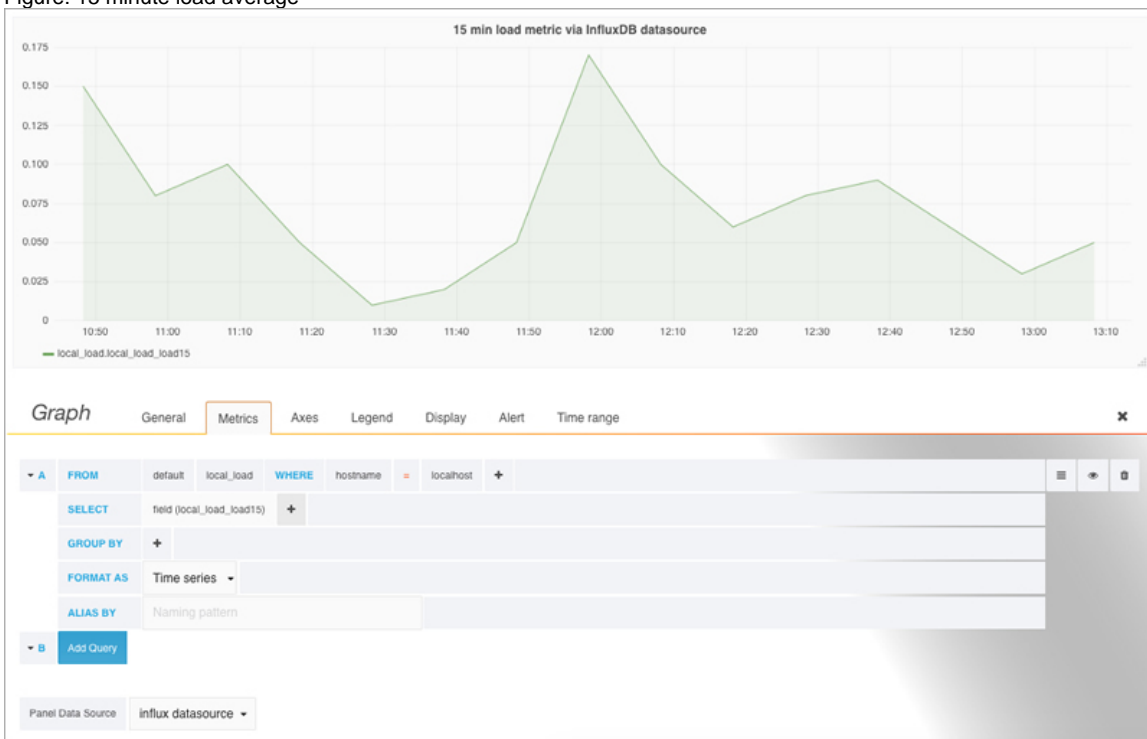 Figure: 15 minute load average
15 min load metric via InfluxDB datasource
0.175
0.150
0.125
0.100
0.075
0.050
0.025
0
10:50 11:00 11:10 11:20 11:30 11:40 11:50 12:00 12:10 12:20 12:30 12:40 12:50 13:00 13:10
local_load.local_load_load15
Graph General Metrics Axes Legend Display Alert Time range
A FROM default local_load WHERE hostname = localhost +
SELECT field (local_load_load15) +
GROUP BY +
FORMAT AS Time series
ALIAS BY Naming pattern
B Add Query
Panel Data Source influx datasource